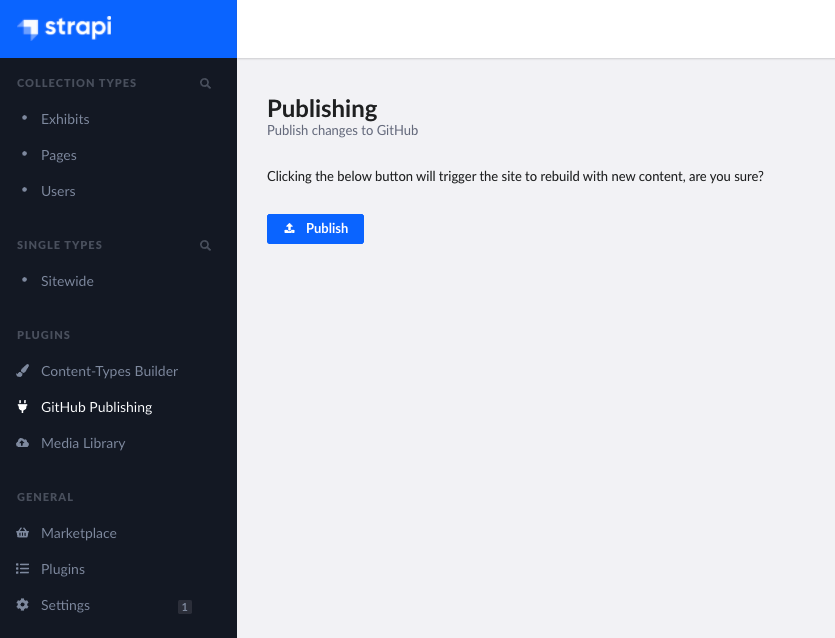 strapi
COLLECTION TYPES
Exhibits
Pages
Users
SINGLE TYPES
Sitewide
PLUGINS
Content-Types Builder
GitHub Publishing
Media Library
GENERAL
Marketplace
Plugins
Settings 1
Publishing
Publish changes to GitHub
Clicking the below button will trigger the site to rebuild with new content, are you sure?
Publish